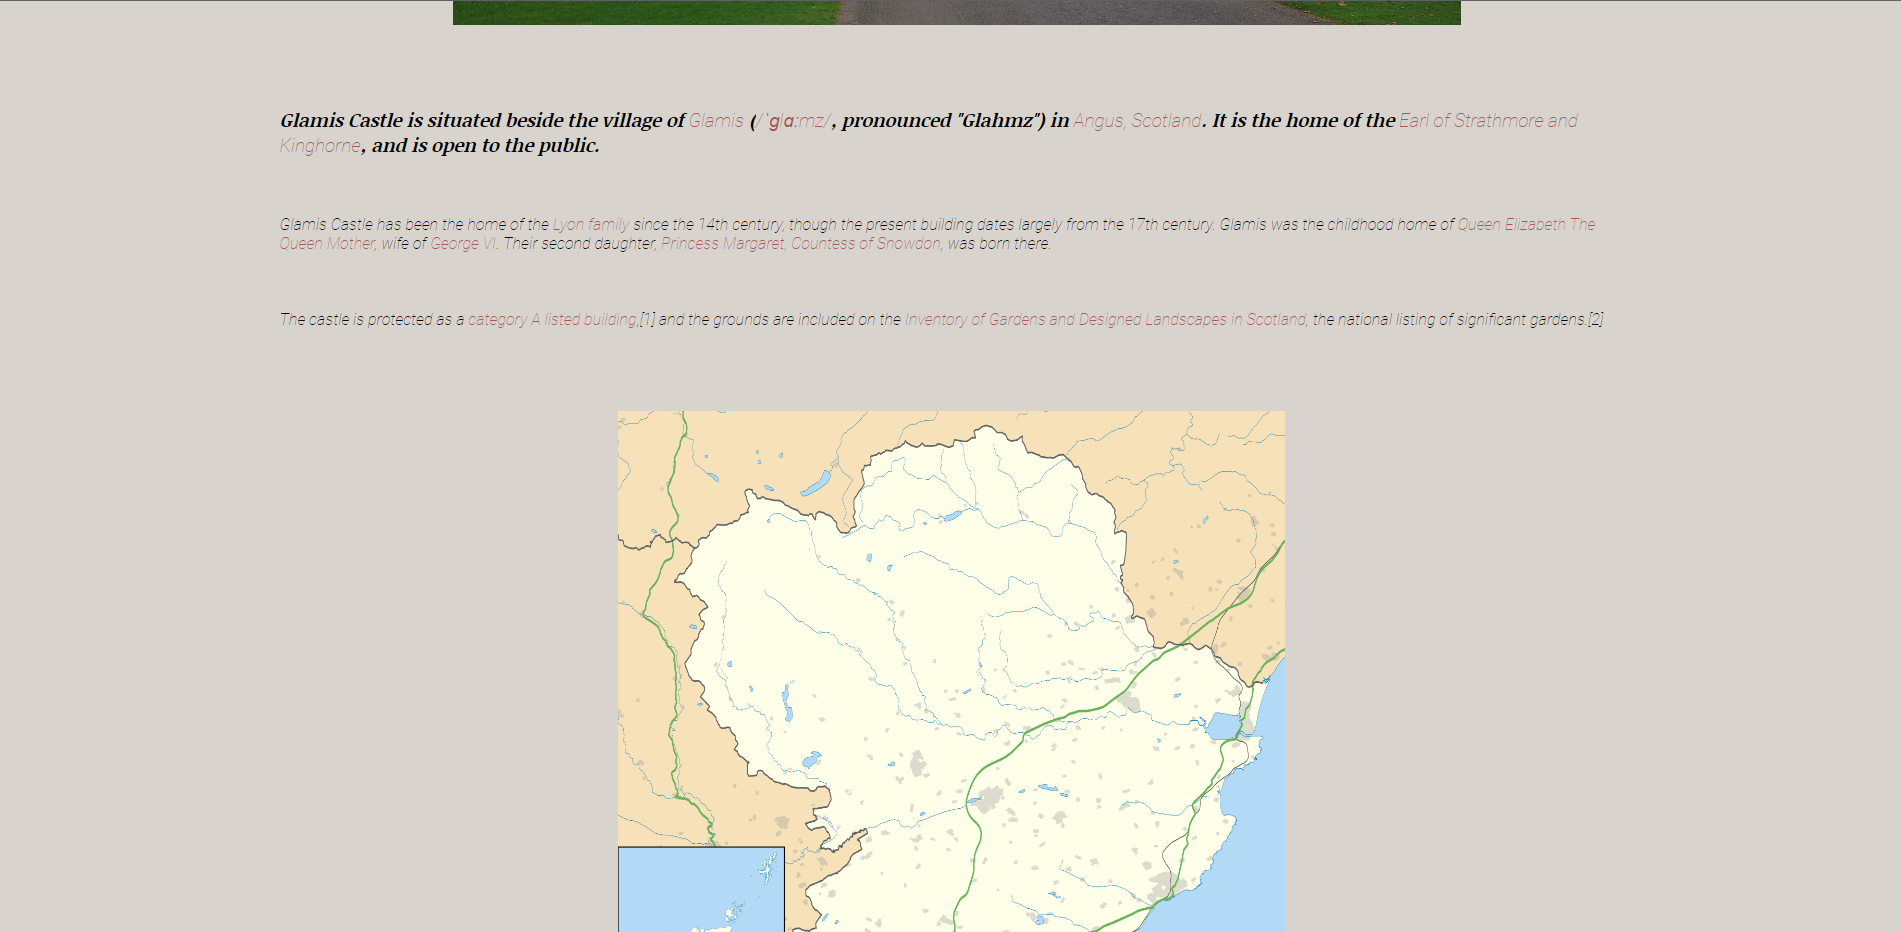 Glamis Castle is situated beside the village of Glamis (/ˈɡlɑːmz/, pronounced "Glahmz") in Angus, Scotland. It is the home of the Earl of Strathmore and
Kinghorne, and is open to the public.
Glamis Castle has been the home of the Lyon family since the 14th century, though the present building dates largely from the 17th century. Glamis was the childhood home of Queen Elizabeth The
Queen Mother, wife of George VI. Their second daughter, Princess Margaret, Countess of Snowdon, was born there.
The castle is protected as a category A listed building,[1] and the grounds are included on the Inventory of Gardens and Designed Landscapes in Scotland, the national listing of significant gardens.[2]